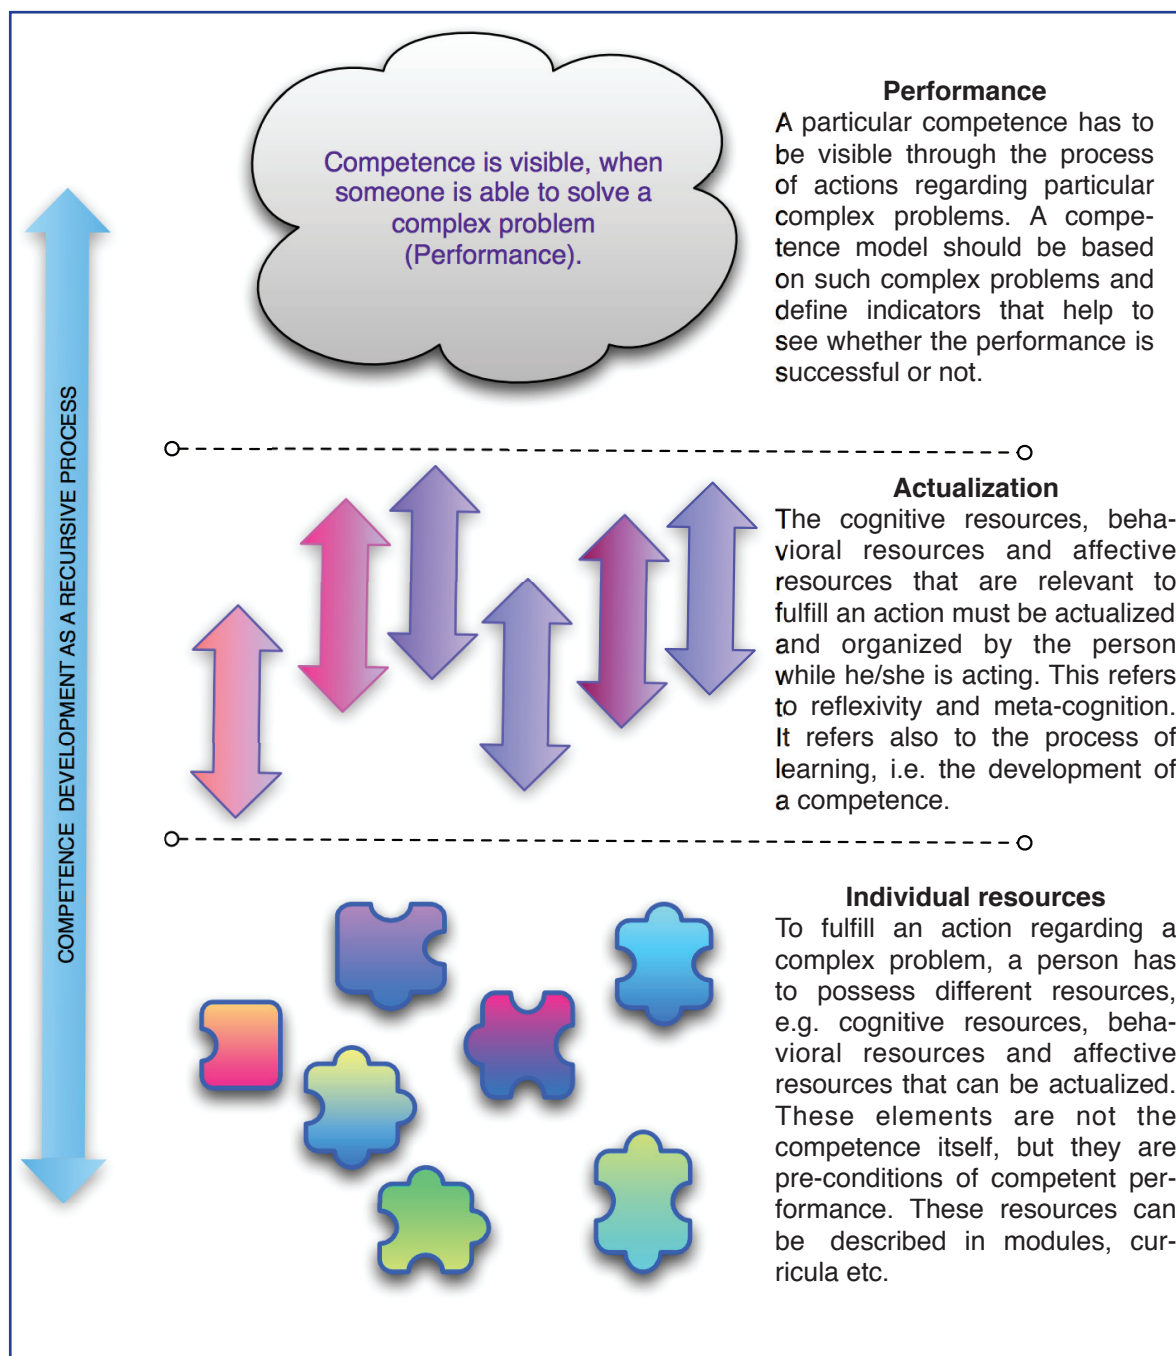 COMPETENCE DEVELOPMENT AS A RECURSIVE PROCESS
Competence is visible, when
someone is able to solve a
complex problem
(Performance).
Performance
A particular competence has to
be visible through the process
of actions regarding particular
complex problems. A compe-
tence model should be based
on such complex problems and
define indicators that help to
see whether the performance is
successful or not.
Actualization
The cognitive resources, beha-
vioral resources and affective
resources that are relevant to
fulfill an action must be actualized
and organized by the person
while he/she is acting. This refers
to reflexivity and meta-cognition.
It refers also to the process of
learning, i.e. the development of
a competence.
Individual resources
To fulfill an action regarding a
complex problem, a person has
to possess different resources,
e.g. cognitive resources, beha-
vioral resources and affective
resources that can be actualized.
These elements are not the
competence itself, but they are
pre-conditions of competent per-
formance. These resources can
be described in modules, cur-
ricula etc.